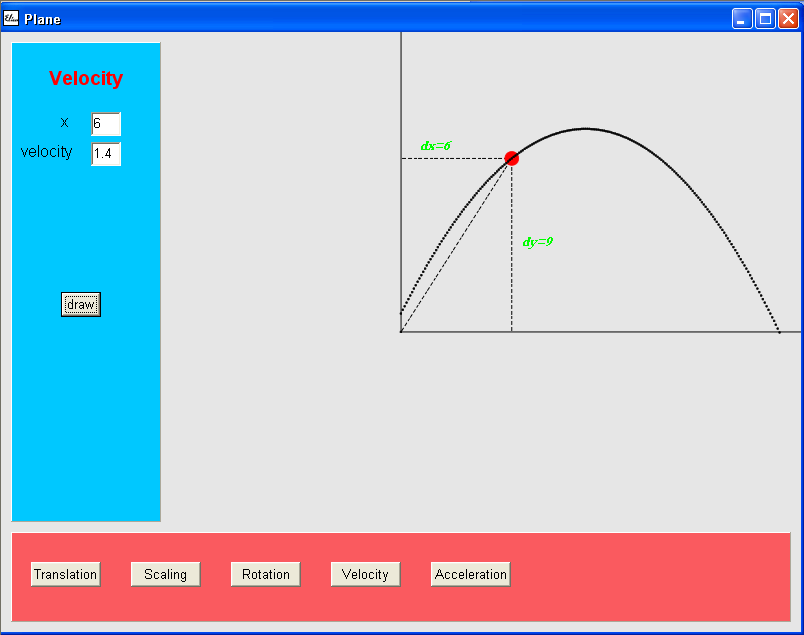 Plane
Velocity
x 6
velocity 1.4
draw
dx=6
dy=9
Translation Scaling Rotation Velocity Acceleration